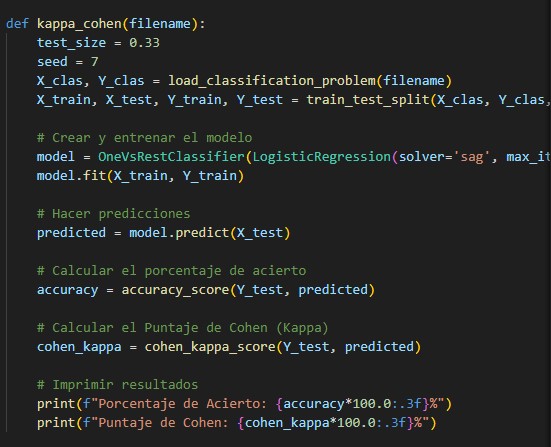 def kappa_cohen(filename):
    test_size = 0.33
    seed = 7
    X_clas, Y_clas = load_classification_problem(filename)
    X_train, X_test, Y_train, Y_test = train_test_split(X_clas, Y_clas,
    # Crear y entrenar el modelo
    model = OneVsRestClassifier(LogisticRegression(solver='sag', max_it
    model.fit(X_train, Y_train)
    # Hacer predicciones
    predicted = model.predict(X_test)
    # Calcular el porcentaje de acierto
    accuracy = accuracy_score(Y_test, predicted)
    # Calcular el Puntaje de Cohen (Kappa)
    cohen_kappa = cohen_kappa_score(Y_test, predicted)
    # Imprimir resultados
    print(f"Porcentaje de Acierto: {accuracy*100.0:.3f}%")
    print(f"Puntaje de Cohen: {cohen_kappa*100.0:.3f}%")